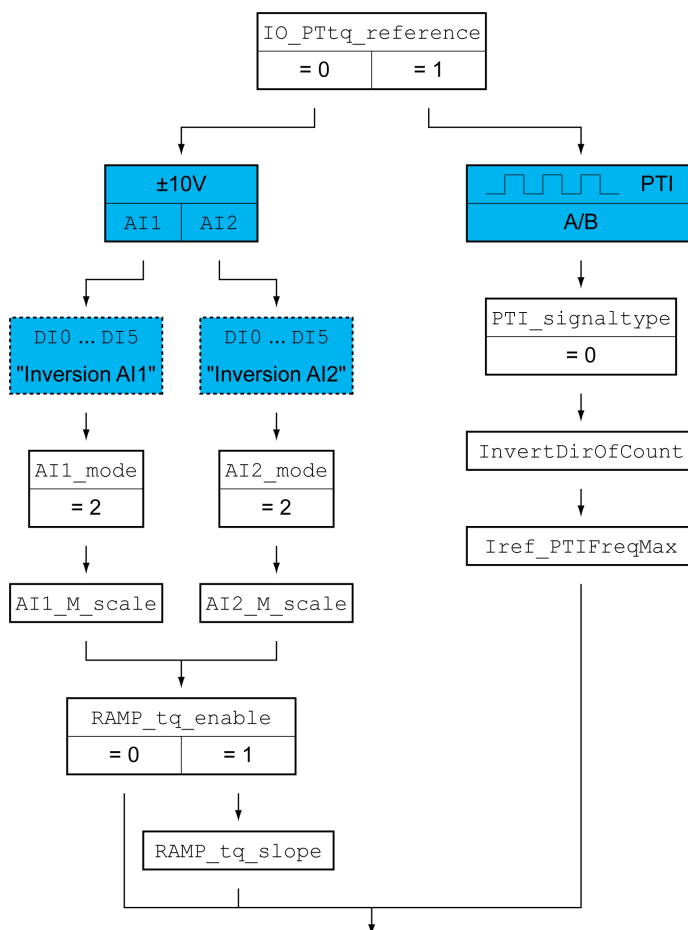 IO_PTtq_reference
= 0 = 1
±10V
AI1 AI2
PTI
A/B
DI0 ... DI5
"Inversion AI1"
DI0 ... DI5
"Inversion AI2"
PTI_signaltype
= 0
AI1_mode
= 2
AI2_mode
= 2
InvertDirOfCount
Iref_PTIFreqMax
AI1_M_scale
AI2_M_scale
RAMP_tq_enable
= 0 = 1
RAMP_tq_slope